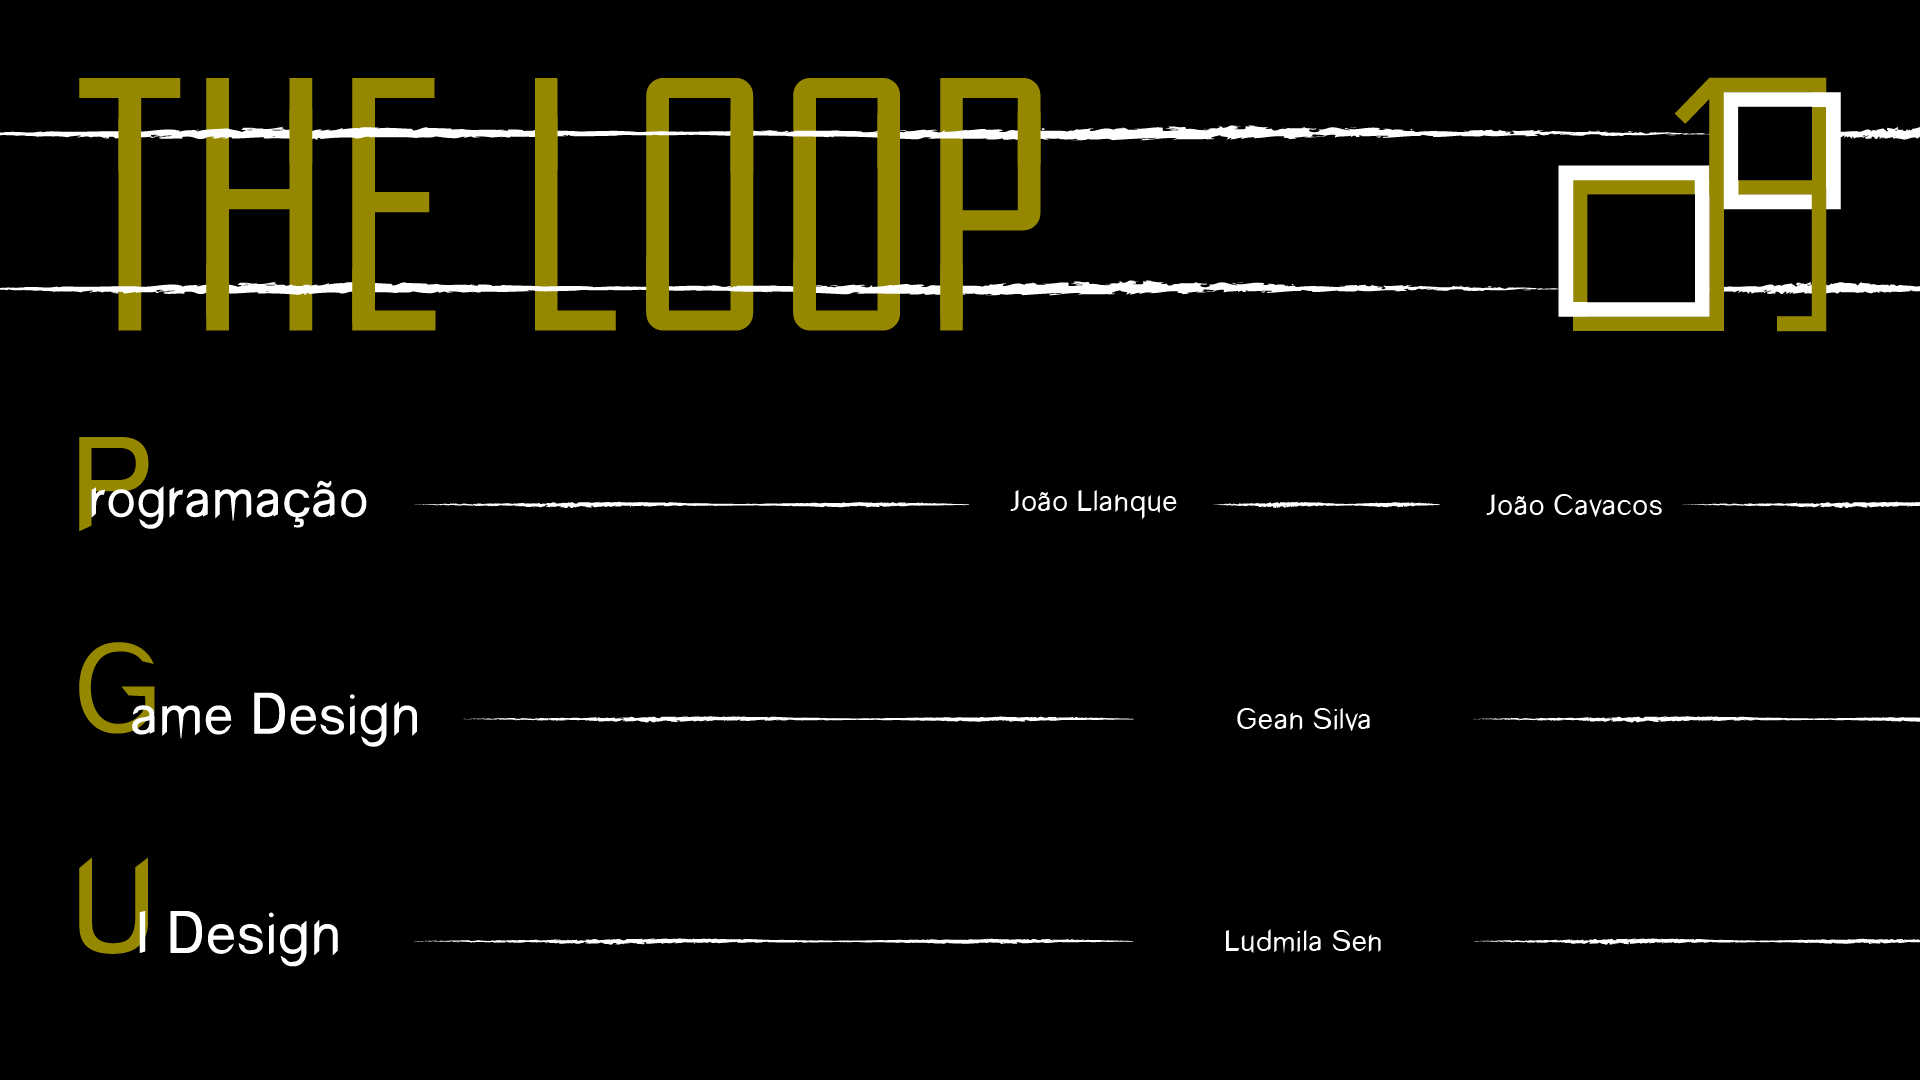 THE LOOP
Programação João Llanque João Cavacos
Game Design Gean Silva
UI Design Ludmila Sen